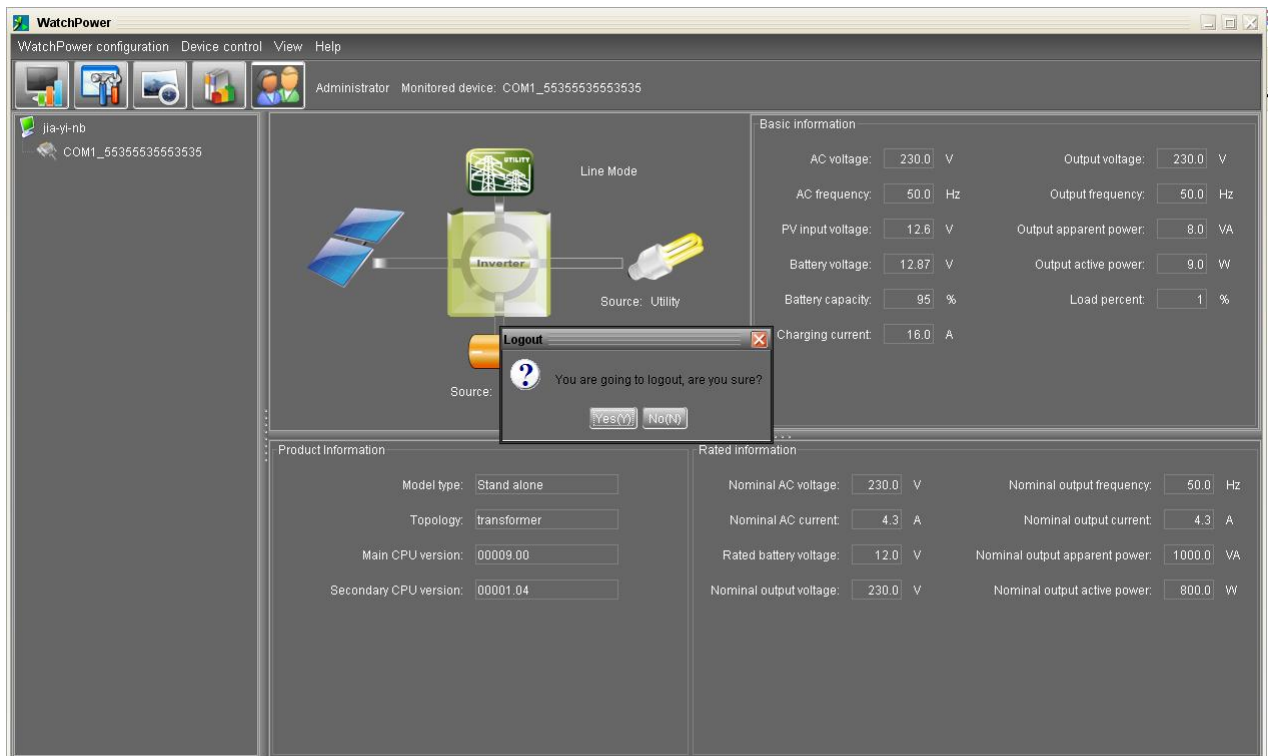 WatchPower
WatchPower configuration Device control View Help
Administrator Monitored device: COM1_55355535553535
jia-yi-nb
COM1_55355535553535
UTILITY
Line Mode
Inverter
Source: Utility
Source:
Basic information
AC voltage: 230.0 V Output voltage: 230.0 V
AC frequency: 50.0 Hz Output frequency: 50.0 Hz
PV input voltage: 12.6 V Output apparent power: 8.0 VA
Battery voltage: 12.87 V Output active power: 9.0 W
Battery capacity: 95 % Load percent: 1 %
Charging current: 16.0 A
Logout
You are going to logout, are you sure?
Yes(Y) No(N)
Product Information
Model type: Stand alone
Topology: transformer
Main CPU version: 00009.00
Secondary CPU version: 00001.04
Rated information
Nominal AC voltage: 230.0 V Nominal output frequency: 50.0 Hz
Nominal AC current: 4.3 A Nominal output current: 4.3 A
Rated battery voltage: 12.0 V Nominal output apparent power: 1000.0 VA
Nominal output voltage: 230.0 V Nominal output active power: 800.0 W